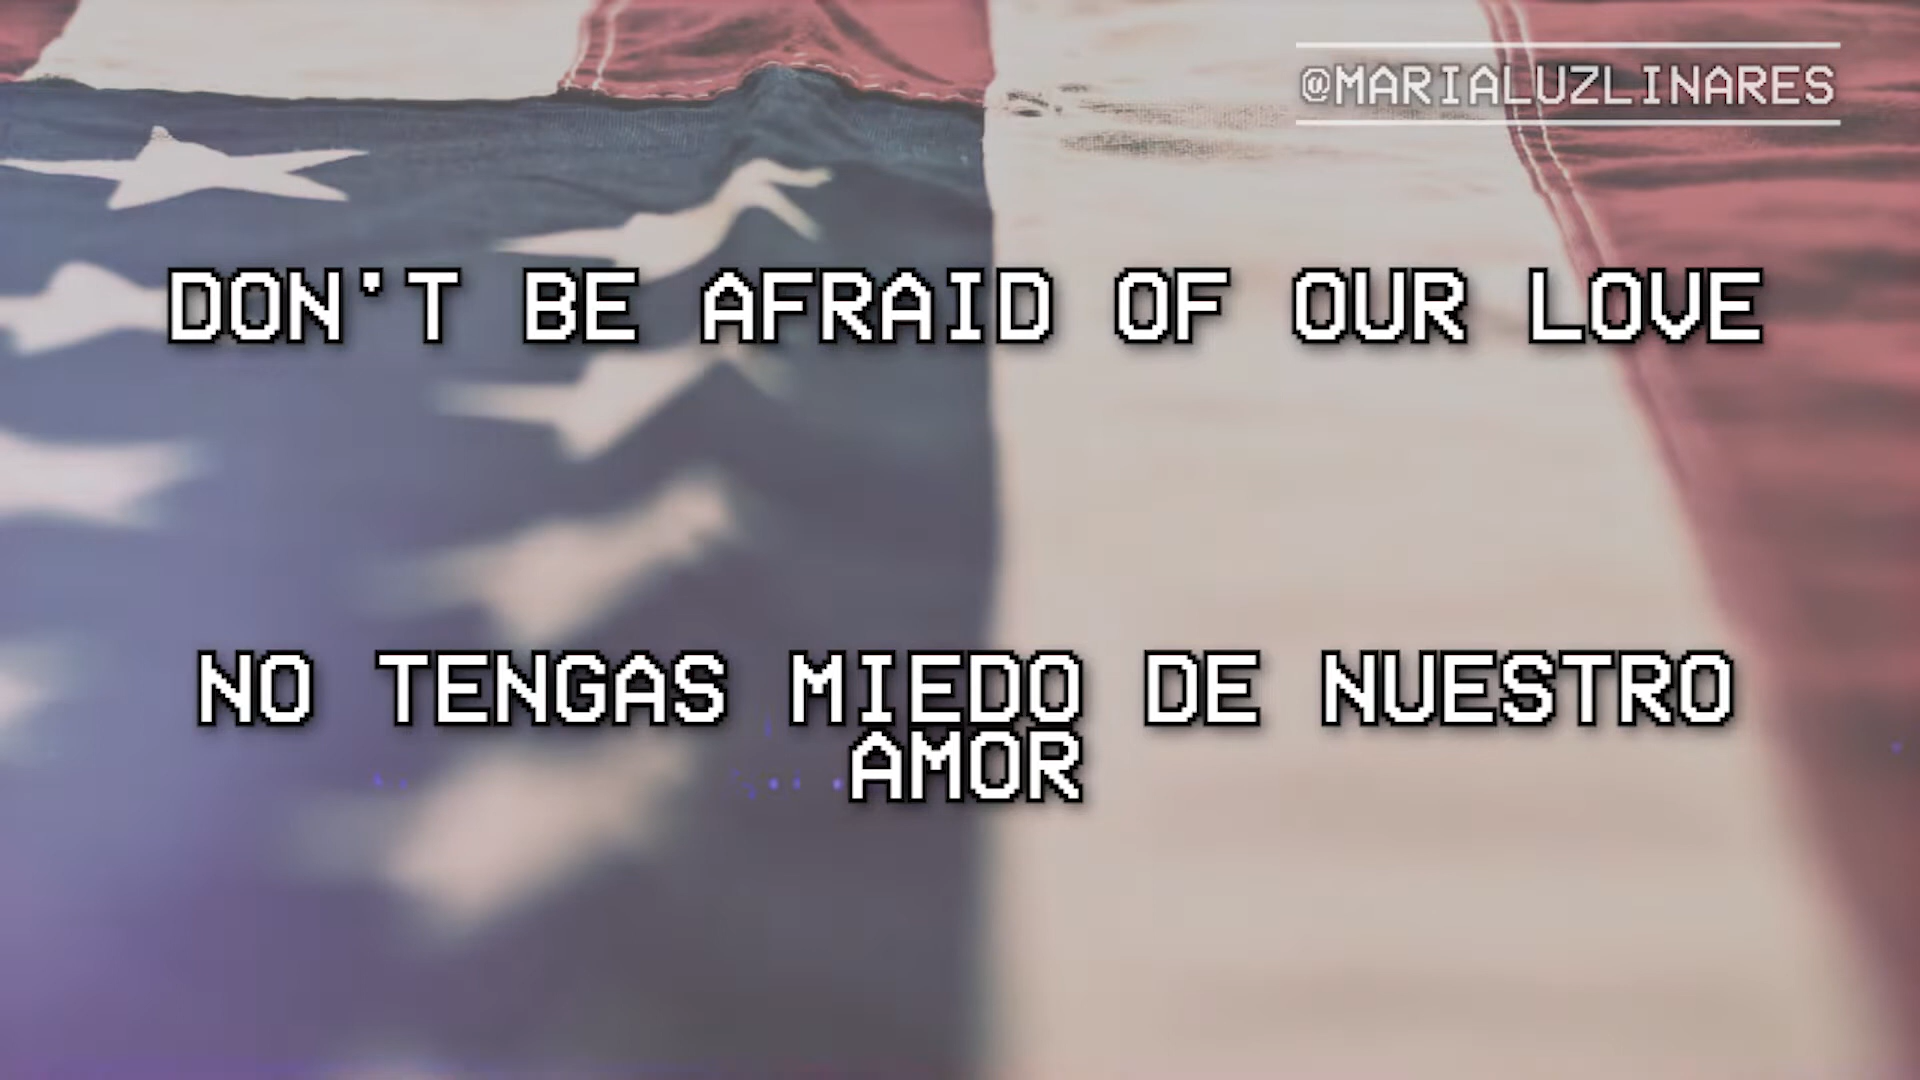 @MARIALUZLINARES
DON'T BE AFRAID OF OUR LOVE
NO TENGAS MIEDO DE NUESTRO
AMOR